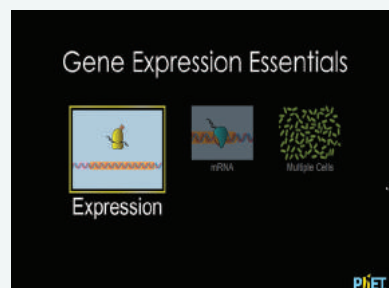 Gene Expression Essentials
mRNA
Multiple Cells
Expression
PhET